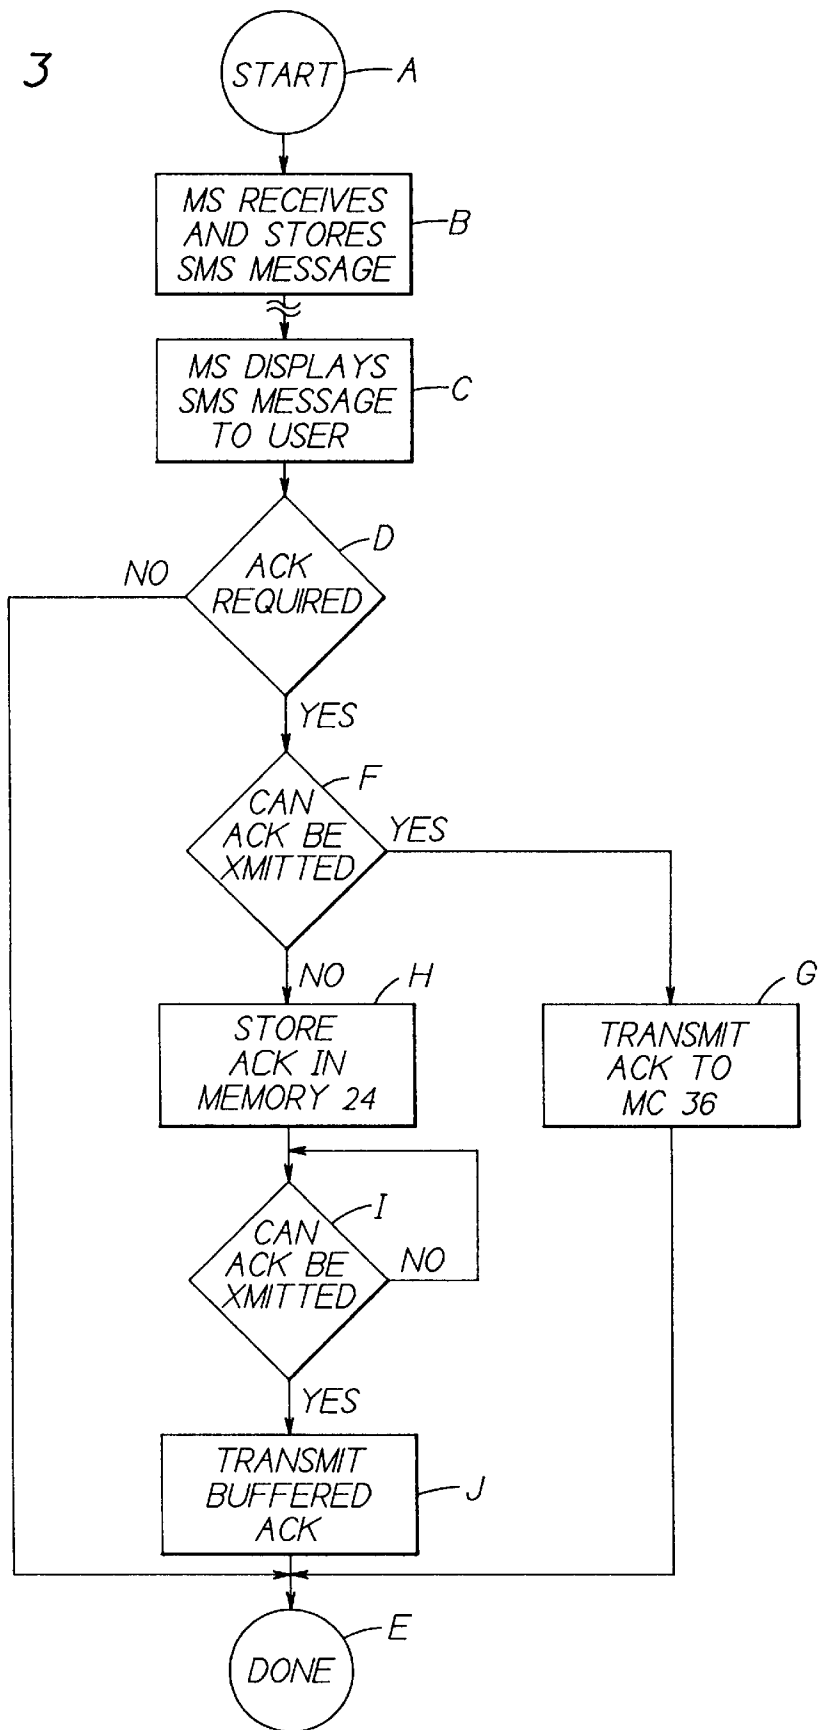 3
START
A
MS RECEIVES
AND STORES
SMS MESSAGE
B
MS DISPLAYS
SMS MESSAGE
TO USER
C
ACK
REQUIRED
D
NO
YES
CAN
ACK BE
XMITTED
F
YES
NO
STORE
ACK IN
MEMORY 24
H
TRANSMIT
ACK TO
MC 36
G
CAN
ACK BE
XMITTED
I
NO
YES
TRANSMIT
BUFFERED
ACK
J
DONE
E